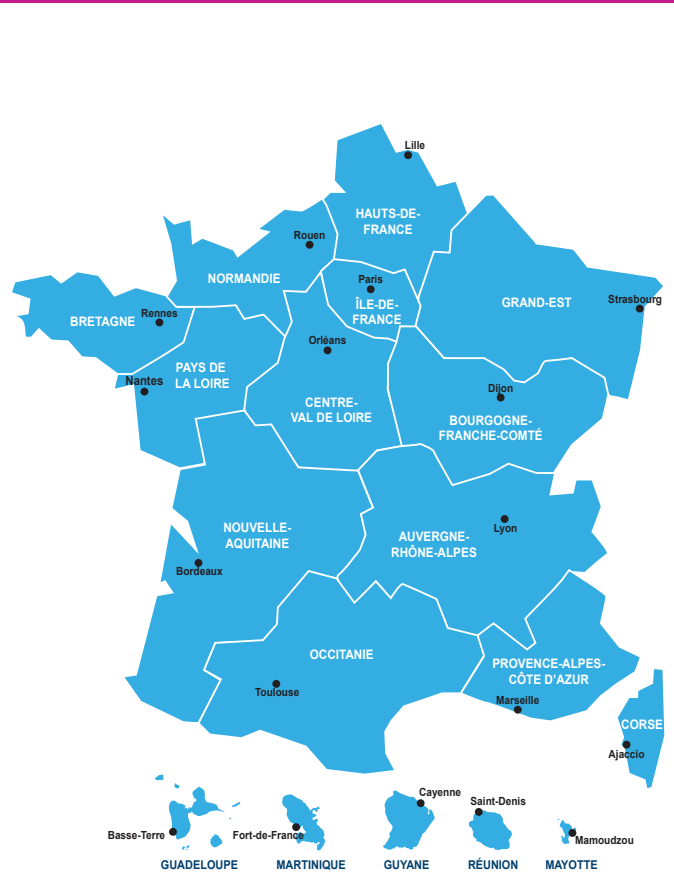 Lille
HAUTS-DE-
FRANCE
Rouen
NORMANDIE
Paris
ÎLE-DE-
FRANCE
GRAND-EST
Strasbourg
BRETAGNE
Rennes
Orléans
PAYS DE
LA LOIRE
Nantes
CENTRE-
VAL DE LOIRE
Dijon
BOURGOGNE-
FRANCHE-COMTÉ
NOUVELLE-
AQUITAINE
AUVERGNE-
RHÔNE-ALPES
Lyon
Bordeaux
OCCITANIE
Toulouse
PROVENCE-ALPES-
CÔTE D'AZUR
Marseille
CORSE
Ajaccio
Basse-Terre
Fort-de-France
Cayenne
Saint-Denis
Mamoudzou
GUADELOUPE
MARTINIQUE
GUYANE
RÉUNION
MAYOTTE